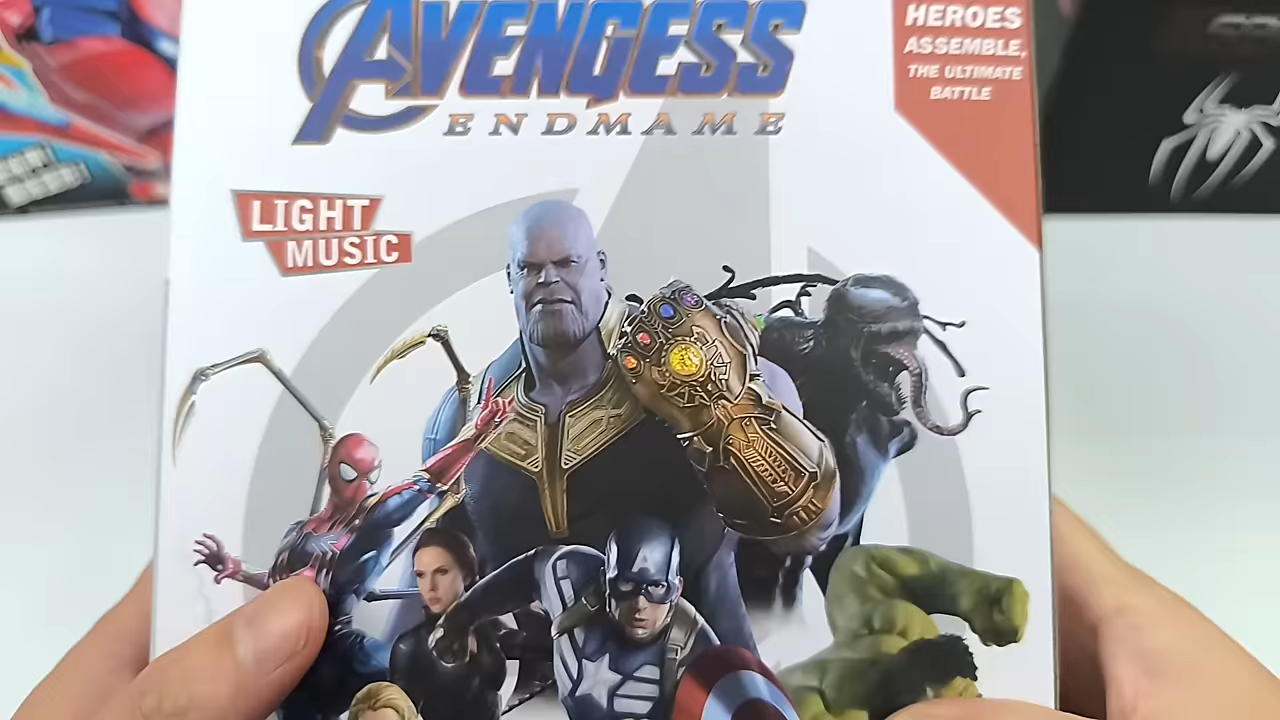 AVENGESS
ENDMAME
HEROES
ASSEMBLE,
THE ULTIMATE
BATTLE
LIGHT
MUSIC